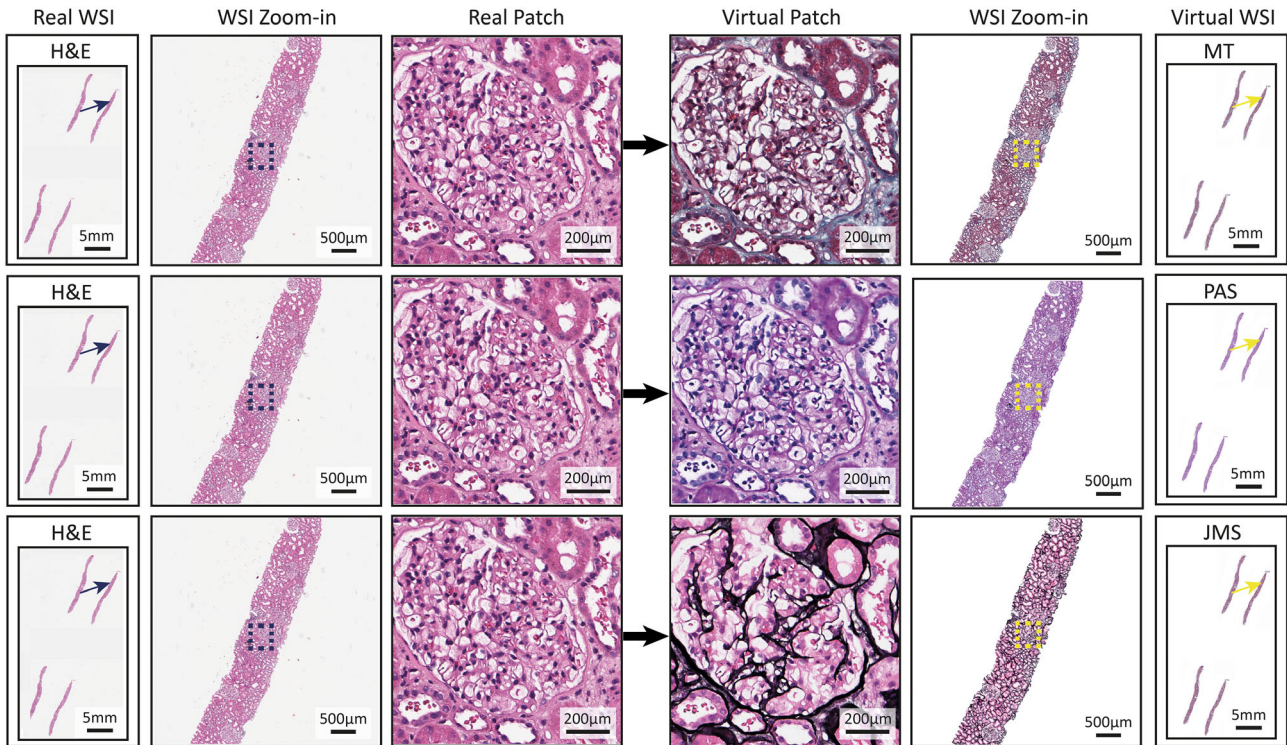 Real WSI
WSI Zoom-in
Real Patch
Virtual Patch
WSI Zoom-in
Virtual WSI
H&E
5mm
500µm
200µm
200µm
500µm
MT
5mm
H&E
5mm
500µm
200µm
200µm
500µm
PAS
5mm
H&E
5mm
500µm
200µm
200µm
500µm
JMS
5mm